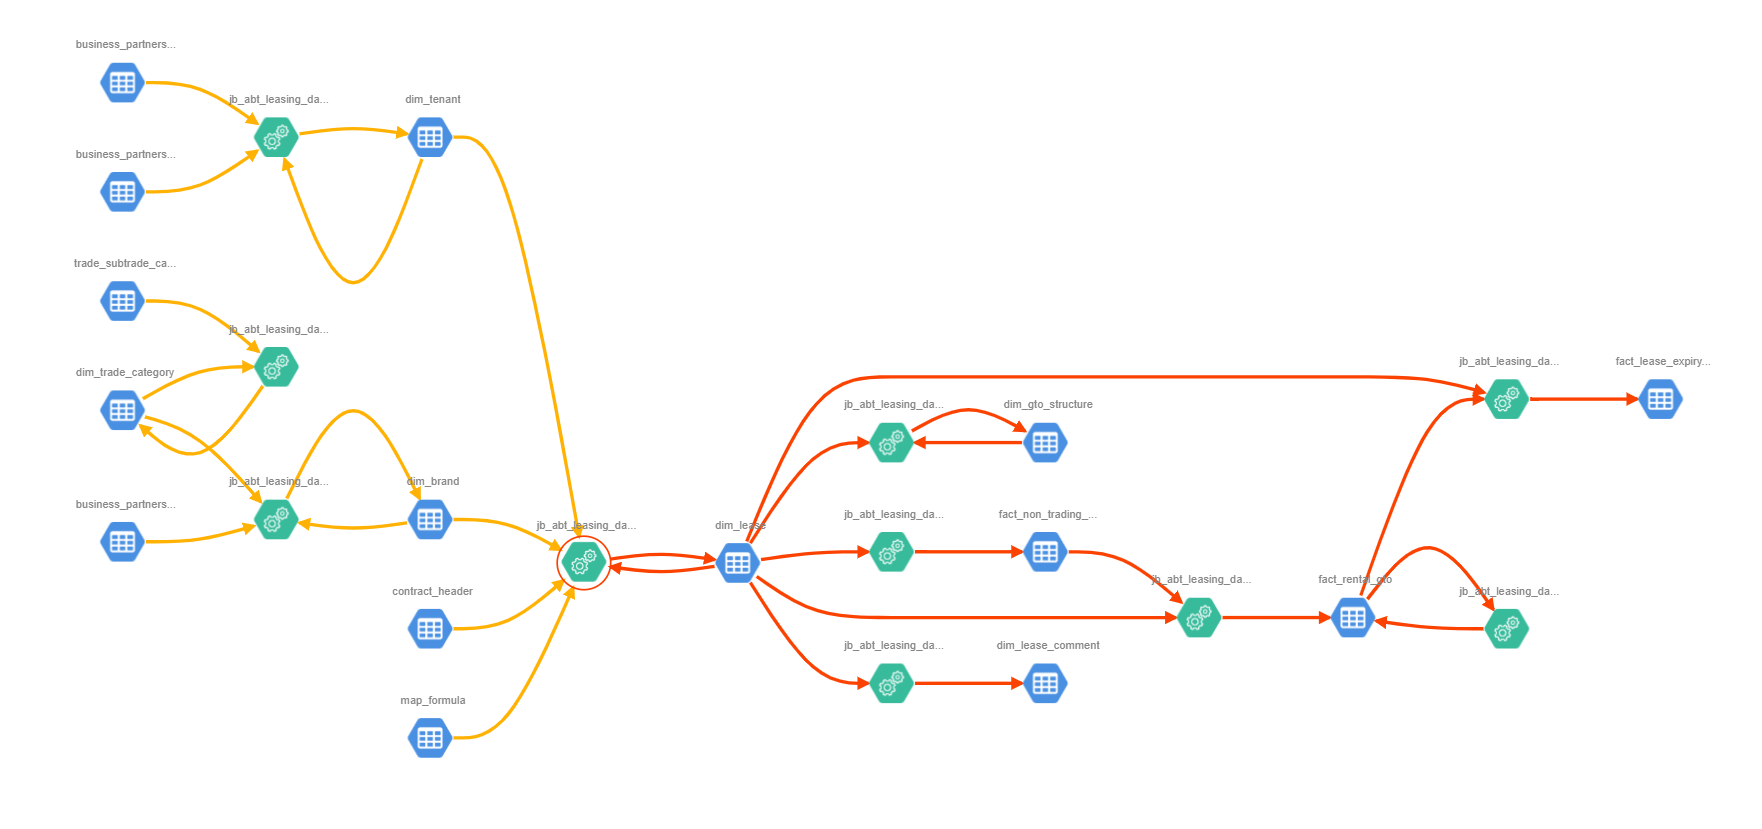 business_partners...
jb_abt_leasing_da...
dim_tenant
business_partners...
trade_subtrade_ca...
jb_abt_leasing_da...
dim_trade_category
jb_abt_leasing_da...
dim_brand
business_partners...
jb_abt_leasing_da...
dim_lease
contract_header
map_formula
jb_abt_leasing_da...
dim_gto_structure
jb_abt_leasing_da...
fact_non_trading_...
jb_abt_leasing_da...
fact_rental_gto
jb_abt_leasing_da...
jb_abt_leasing_da...
dim_lease_comment
jb_abt_leasing_da...
fact_lease_expiry...